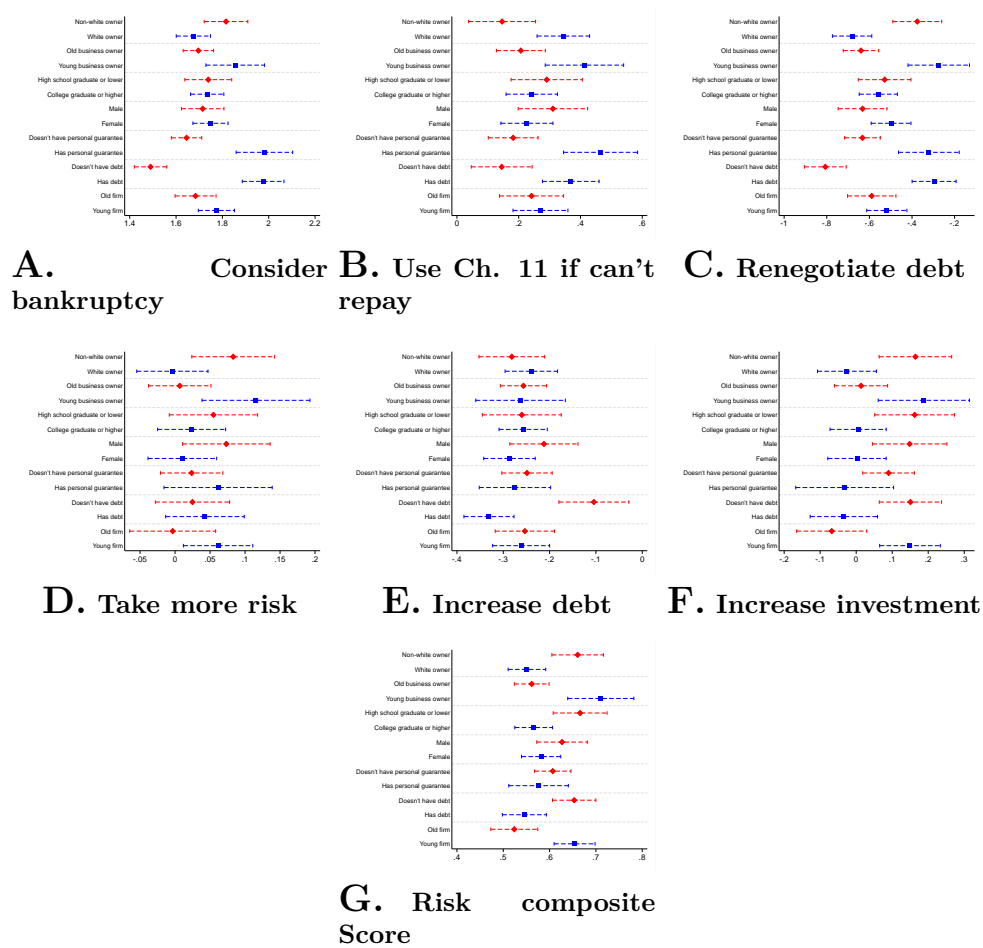 Non-white owner
White owner
Old business owner
Young business owner
High school graduate or lower
College graduate or higher
Male
Female
Doesn't have personal guarantee
Has personal guarantee
Doesn't have debt
Has debt
Old firm
Young firm
1.4 1.6 1.8 2 2.2
A. Consider
bankruptcy
Non-white owner
White owner
Old business owner
Young business owner
High school graduate or lower
College graduate or higher
Male
Female
Doesn't have personal guarantee
Has personal guarantee
Doesn't have debt
Has debt
Old firm
Young firm
0 .2 .4 .6
B. Use Ch. 11 if can't
repay
Non-white owner
White owner
Old business owner
Young business owner
High school graduate or lower
College graduate or higher
Male
Female
Doesn't have personal guarantee
Has personal guarantee
Doesn't have debt
Has debt
Old firm
Young firm
-1 -.8 -.6 -.4 -.2
C. Renegotiate debt
Non-white owner
White owner
Old business owner
Young business owner
High school graduate or lower
College graduate or higher
Male
Female
Doesn't have personal guarantee
Has personal guarantee
Doesn't have debt
Has debt
Old firm
Young firm
-.05 0 .05 .1 .15 .2
D. Take more risk
Non-white owner
White owner
Old business owner
Young business owner
High school graduate or lower
College graduate or higher
Male
Female
Doesn't have personal guarantee
Has personal guarantee
Doesn't have debt
Has debt
Old firm
Young firm
-.4 -.3 -.2 -.1 0
E. Increase debt
Non-white owner
White owner
Old business owner
Young business owner
High school graduate or lower
College graduate or higher
Male
Female
Doesn't have personal guarantee
Has personal guarantee
Doesn't have debt
Has debt
Old firm
Young firm
-.2 -.1 0 .1 .2 .3
F. Increase investment
Non-white owner
White owner
Old business owner
Young business owner
High school graduate or lower
College graduate or higher
Male
Female
Doesn't have personal guarantee
Has personal guarantee
Doesn't have debt
Has debt
Old firm
Young firm
.4 .5 .6 .7 .8
G. Risk composite
Score